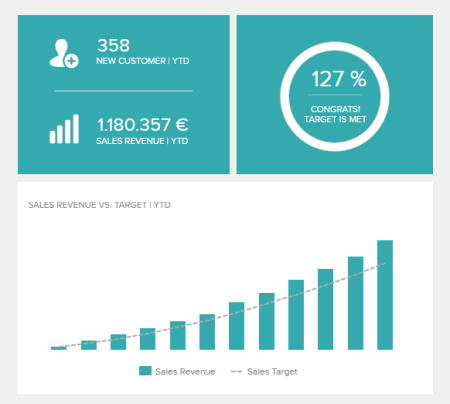 358
NEW CUSTOMER | YTD
1.180.357 €
SALES REVENUE | YTD
127 %
CONGRATS!
TARGET IS MET
SALES REVENUE VS. TARGET | YTD
Sales Revenue
Sales Target